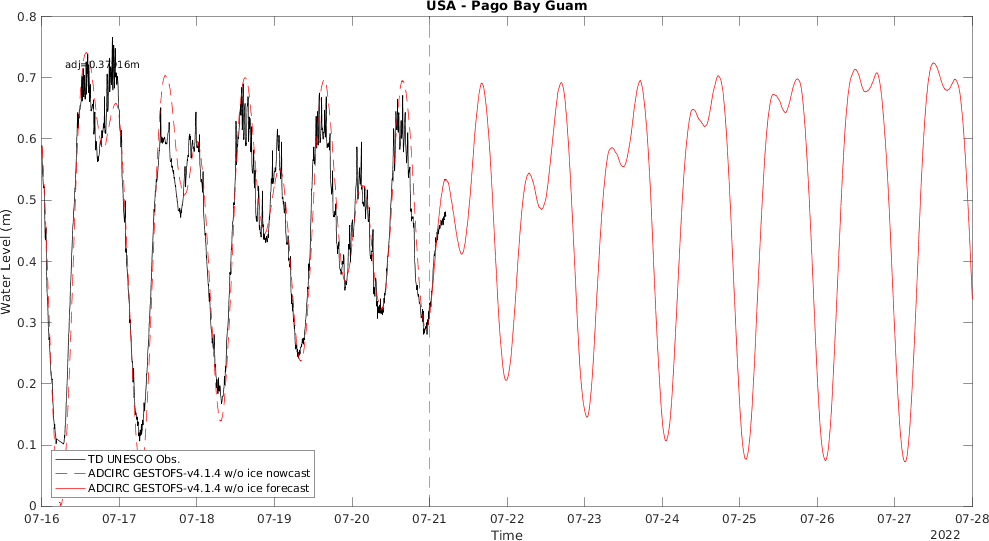 USA - Pago Bay Guam
0.8
0.7
0.6
0.5
0.4
0.3
0.2
0.1
0
Water Level (m)
adj=0.37916m
TD UNESCO Obs.
ADCIRC GESTOFS-v4.1.4 w/o ice nowcast
ADCIRC GESTOFS-v4.1.4 w/o ice forecast
07-16 07-17 07-18 07-19 07-20 07-21 07-22 07-23 07-24 07-25 07-26 07-27 07-28
Time
2022